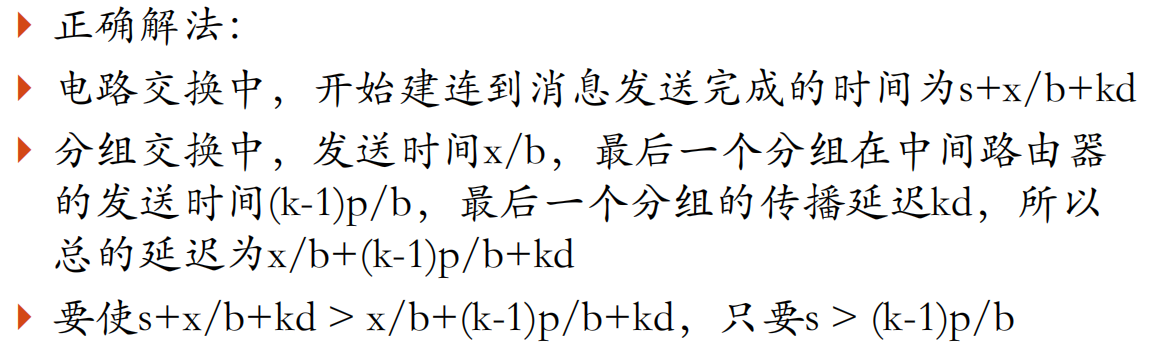 正确解法：
电路交换中，开始建连到消息发送完成的时间为s+x/b+kd
分组交换中，发送时间x/b，最后一个分组在中间路由器
的发送时间(k-1)p/b，最后一个分组的传播延迟kd，所以
总的延迟为x/b+(k-1)p/b+kd
要使s+x/b+kd > x/b+(k-1)p/b+kd，只要s > (k-1)p/b